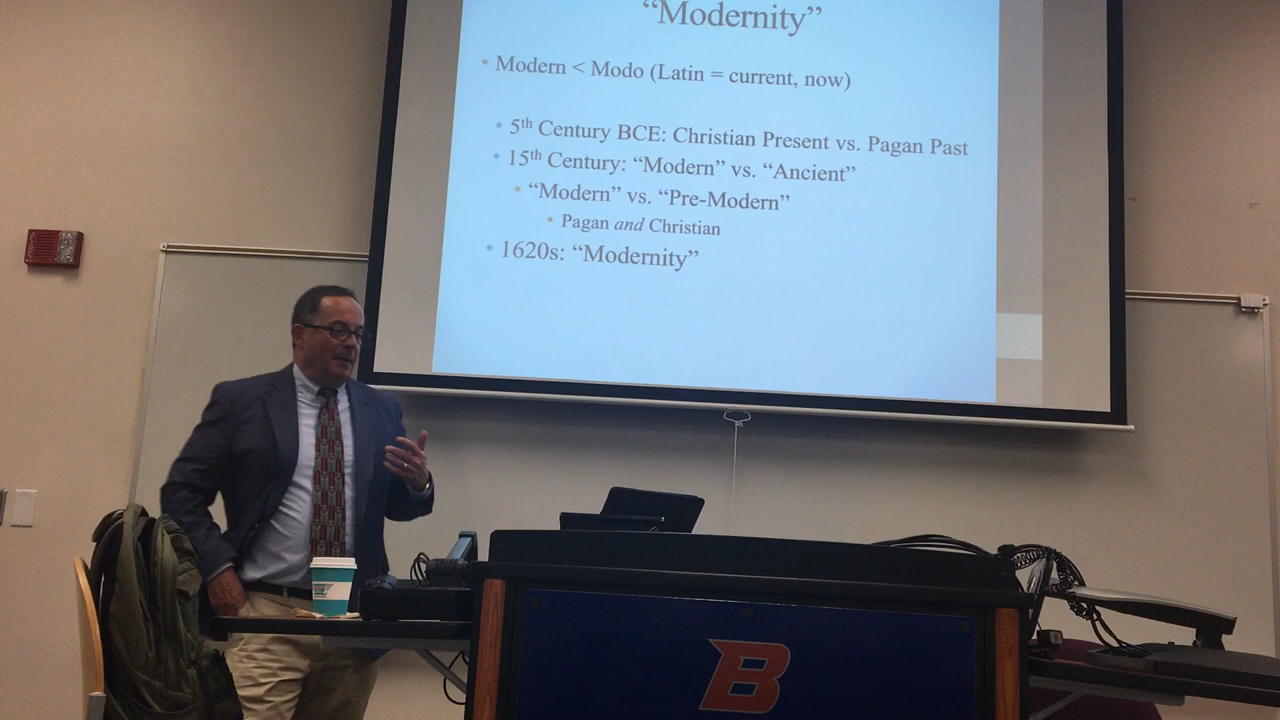 “Modernity”
• Modern < Modo (Latin = current, now)
• 5th Century BCE: Christian Present vs. Pagan Past
• 15th Century: “Modern” vs. “Ancient”
• “Modern” vs. “Pre-Modern”
• Pagan and Christian
• 1620s: “Modernity”
B